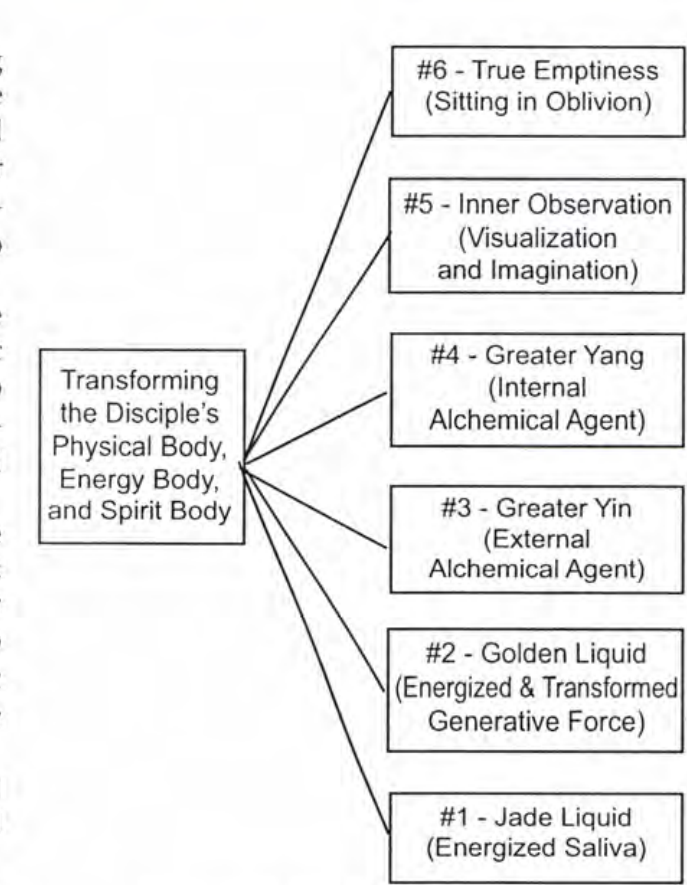 #6 - True Emptiness
(Sitting in Oblivion)
#5 - Inner Observation
(Visualization
and Imagination)
#4 - Greater Yang
(Internal
Alchemical Agent)
Transforming
the Disciple's
Physical Body,
Energy Body,
and Spirit Body
#3 - Greater Yin
(External
Alchemical Agent)
#2 - Golden Liquid
(Energized & Transformed
Generative Force)
#1 - Jade Liquid
(Energized Saliva)